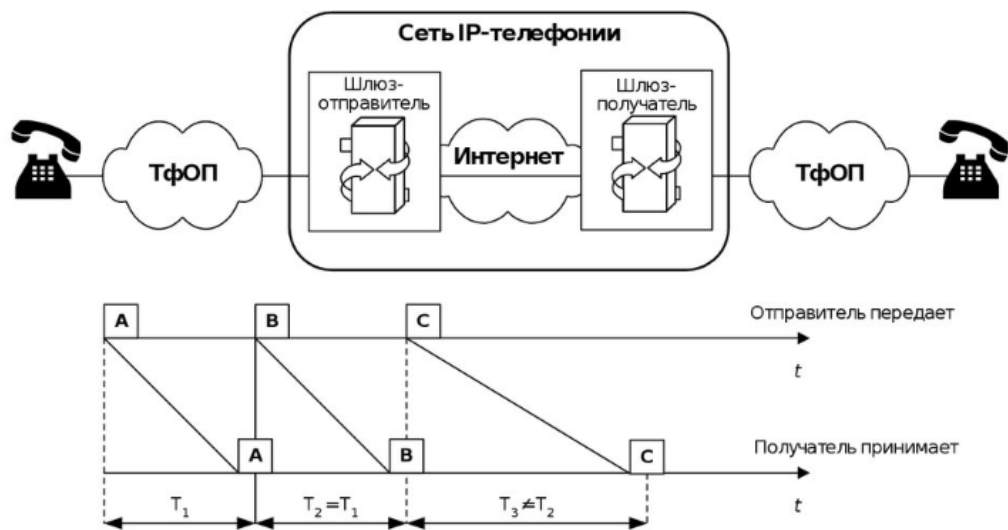 Сеть IP-телефонии
Шлюз-
отправитель
Шлюз-
получатель
ТфОП
Интернет
ТфОП
A
B
C
Отправитель передает
t
A
B
C
Получатель принимает
T₁
T₂=T₁
T₃≠T₂
t